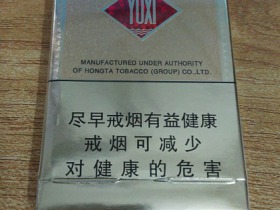 YUXI
MANUFACTURED UNDER AUTHORITY
OF HONGTA TOBACCO (GROUP) CO.,LTD.
尽早戒烟有益健康
戒烟可减少
对健康的危害